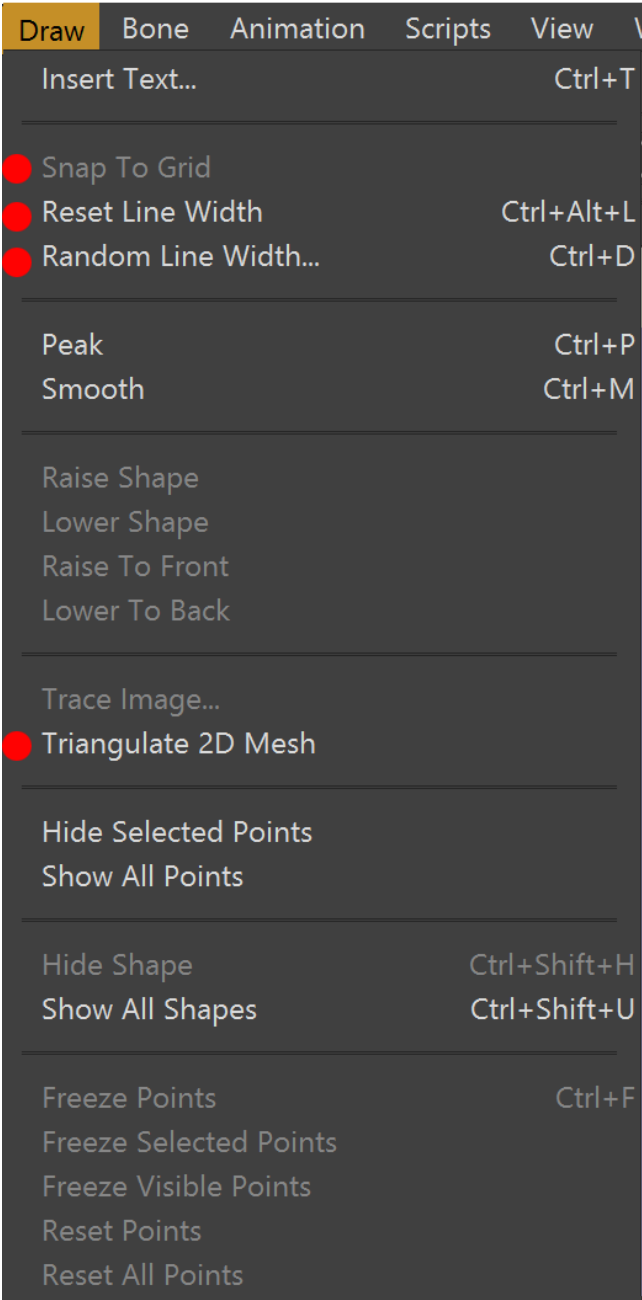 Draw Bone Animation Scripts View
Insert Text... Ctrl+T
Snap To Grid
Reset Line Width Ctrl+Alt+L
Random Line Width... Ctrl+D
Peak Ctrl+P
Smooth Ctrl+M
Raise Shape
Lower Shape
Raise To Front
Lower To Back
Trace Image...
Triangulate 2D Mesh
Hide Selected Points
Show All Points
Hide Shape Ctrl+Shift+H
Show All Shapes Ctrl+Shift+U
Freeze Points Ctrl+F
Freeze Selected Points
Freeze Visible Points
Reset Points
Reset All Points